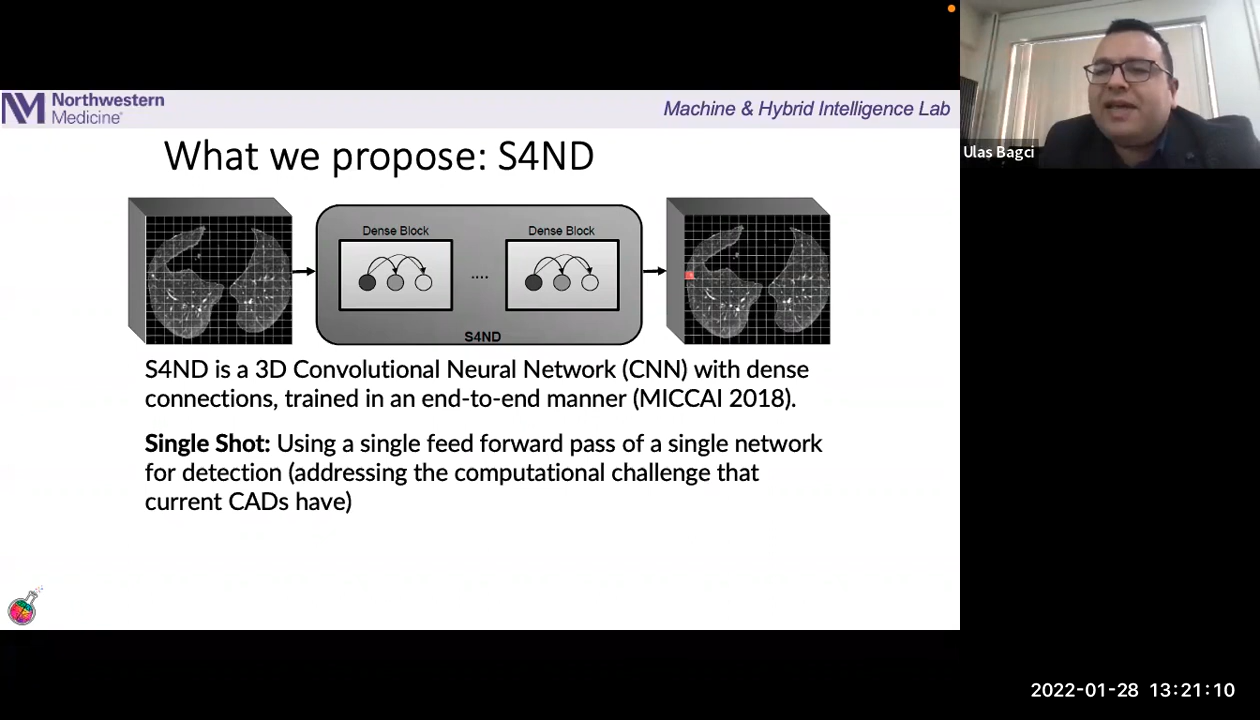 Northwestern
Medicine®
Machine & Hybrid Intelligence Lab
What we propose: S4ND
Dense Block
Dense Block
....
S4ND
S4ND is a 3D Convolutional Neural Network (CNN) with dense
connections, trained in an end-to-end manner (MICCAI 2018).
Single Shot: Using a single feed forward pass of a single network
for detection (addressing the computational challenge that
current CADs have)
Ulas Bagci
2022-01-28 13:21:10